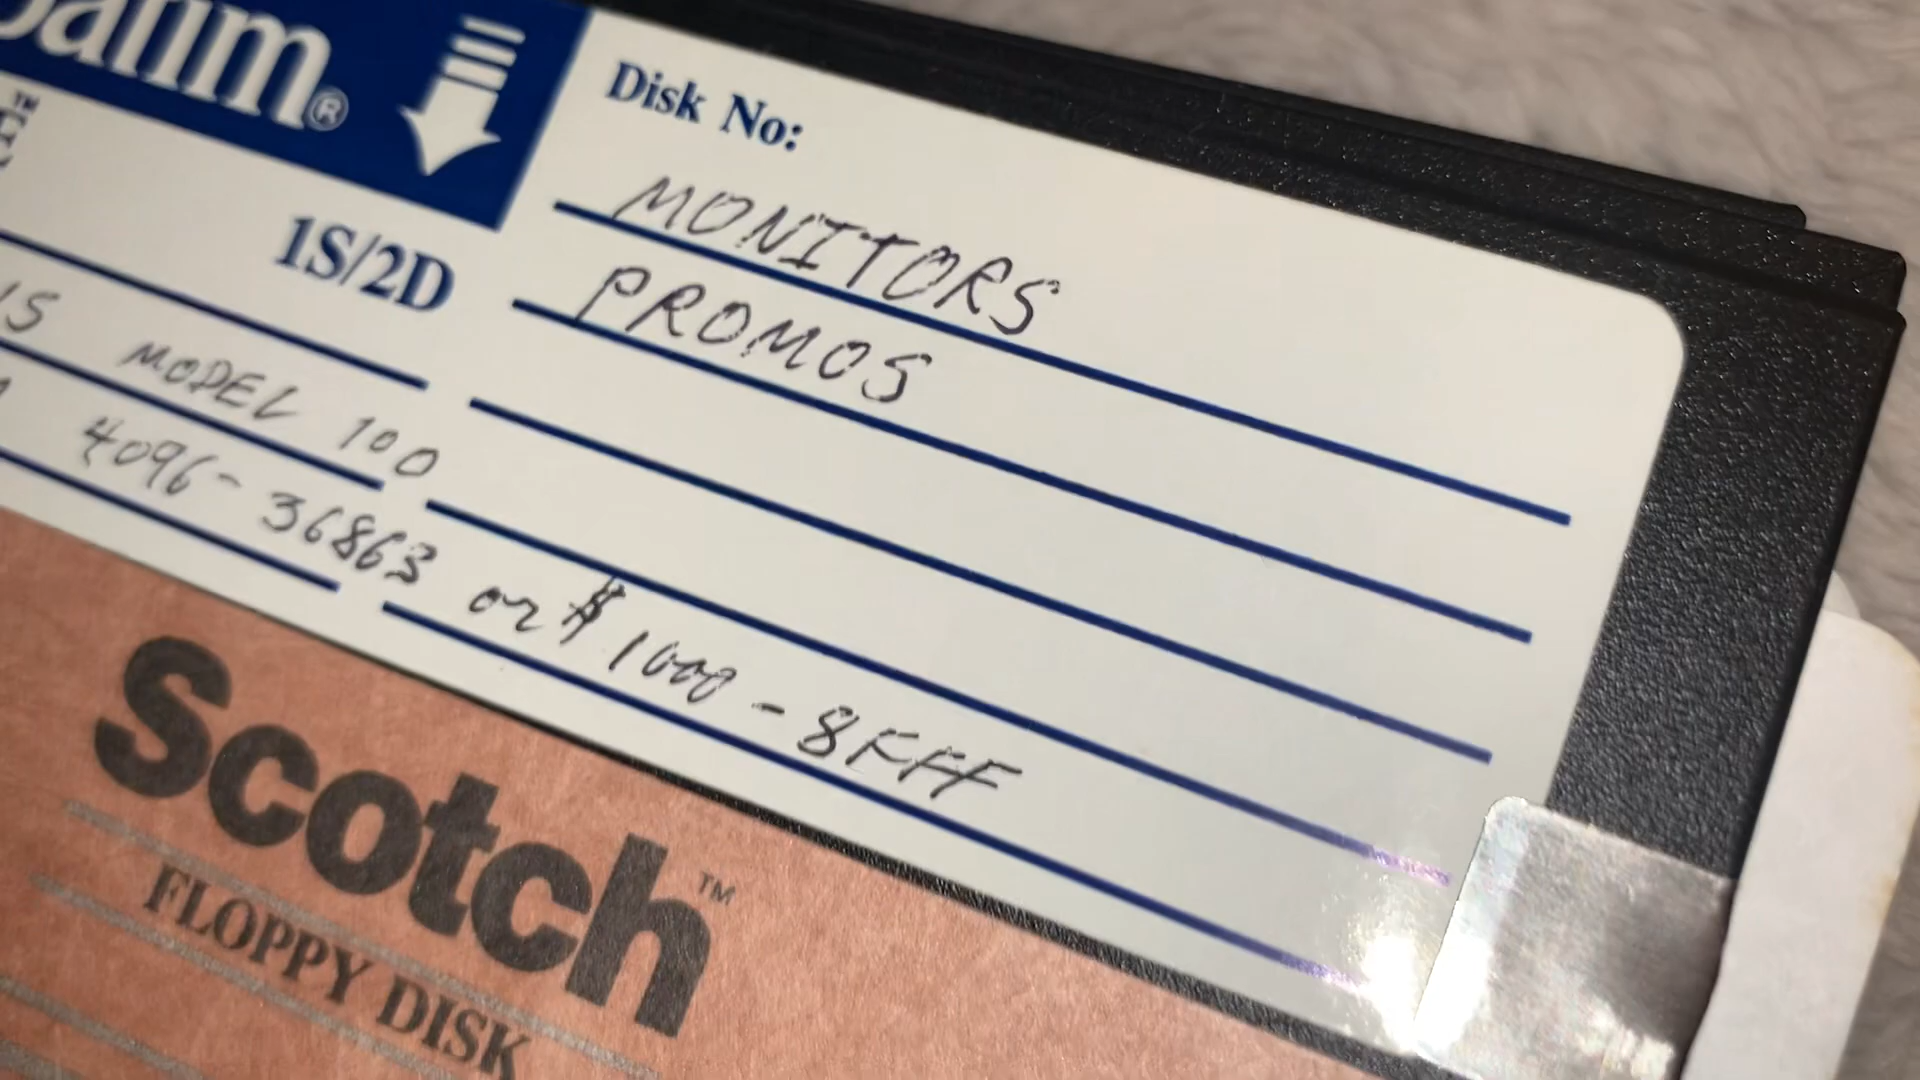 Disk No:
MONITORS
PROMOS
1S/2D
MODEL 100
4096-36863 or $1000-8FFF
Scotch™
FLOPPY DISK